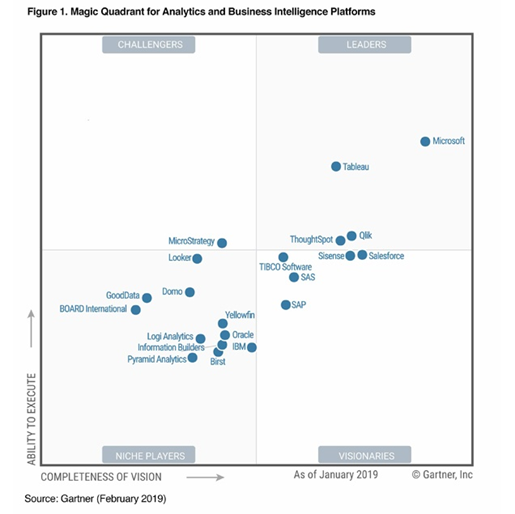 Figure 1. Magic Quadrant for Analytics and Business Intelligence Platforms
CHALLENGERS
LEADERS
Microsoft
Tableau
MicroStrategy
ThoughtSpot
Qlik
Looker
Sisense
Salesforce
TIBCO Software
SAS
Domo
GoodData
BOARD International
SAP
Yellowfin
Logi Analytics
Oracle
Information Builders
IBM
Pyramid Analytics
Birst
ABILITY TO EXECUTE
NICHE PLAYERS
VISIONARIES
COMPLETENESS OF VISION
As of January 2019
© Gartner, Inc
Source: Gartner (February 2019)